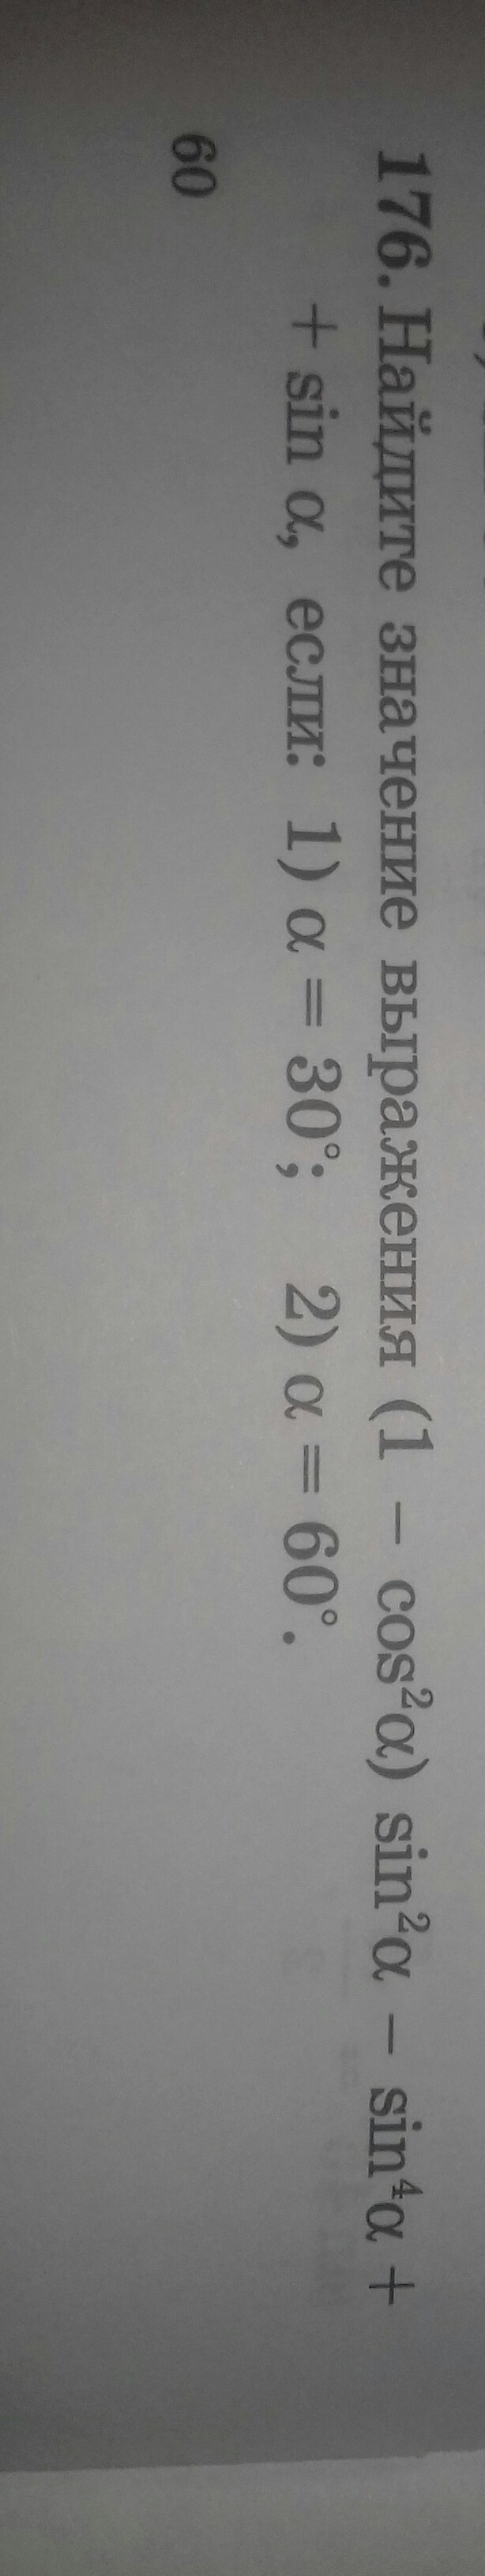 176. Найдите значение выражения (1 − cos²α) sin²α − sin⁴α +
+ sin α, если: 1) α = 30°; 2) α = 60°.
60